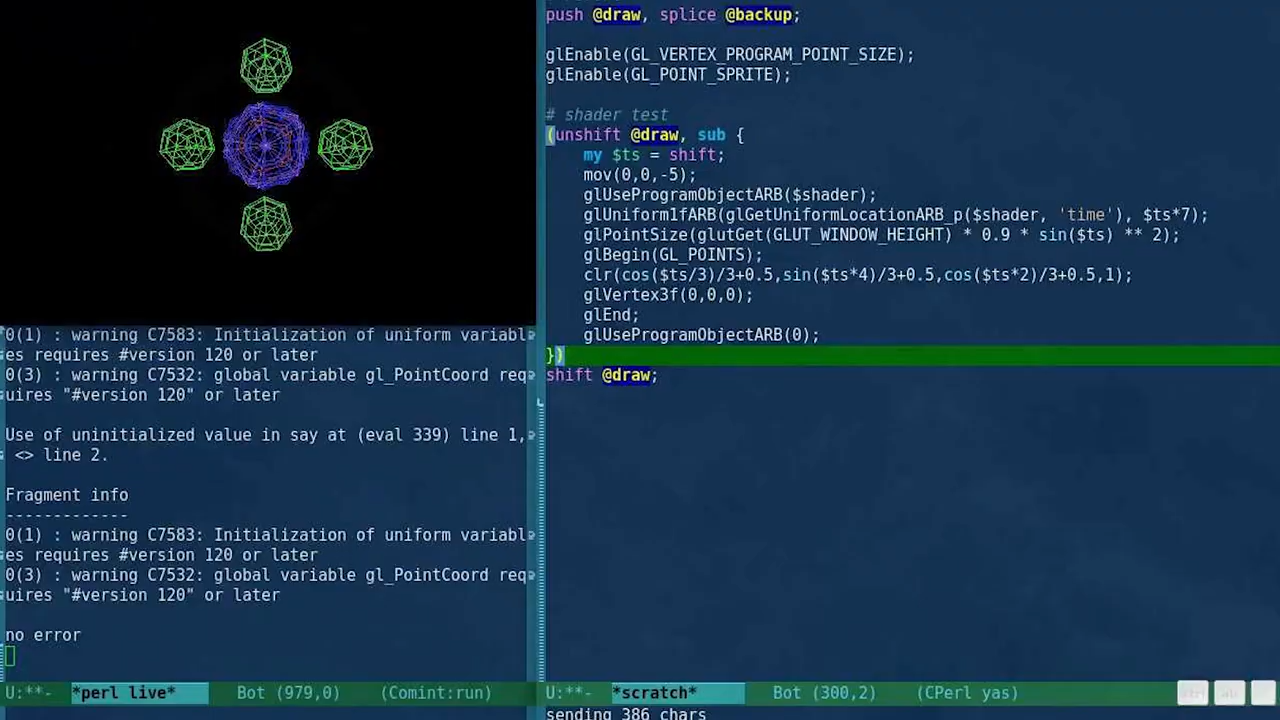 0(1) : warning C7583: Initialization of uniform variabl
es requires #version 120 or later
0(3) : warning C7532: global variable gl_PointCoord req
uires "#version 120" or later
Use of uninitialized value in say at (eval 339) line 1,
<> line 2.
Fragment info
-------------
0(1) : warning C7583: Initialization of uniform variabl
es requires #version 120 or later
0(3) : warning C7532: global variable gl_PointCoord req
uires "#version 120" or later
no error
U:**-  *perl live*   Bot (979,0)    (Comint:run)
push @draw, splice @backup;
glEnable(GL_VERTEX_PROGRAM_POINT_SIZE);
glEnable(GL_POINT_SPRITE);
# shader test
(unshift @draw, sub {
    my $ts = shift;
    mov(0,0,-5);
    glUseProgramObjectARB($shader);
    glUniform1fARB(glGetUniformLocationARB_p($shader, 'time'), $ts*7);
    glPointSize(glutGet(GLUT_WINDOW_HEIGHT) * 0.9 * sin($ts) ** 2);
    glBegin(GL_POINTS);
    clr(cos($ts/3)/3+0.5,sin($ts*4)/3+0.5,cos($ts*2)/3+0.5,1);
    glVertex3f(0,0,0);
    glEnd;
    glUseProgramObjectARB(0);
})
shift @draw;
U:**-  *scratch*   Bot (300,2)    (CPerl yas)
sending 386 chars